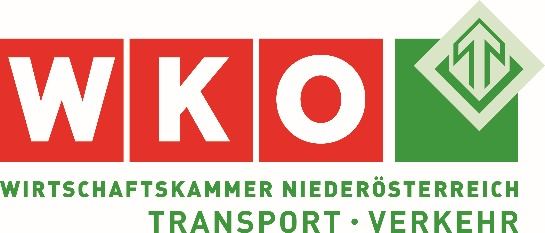 WKO
WIRTSCHAFTSKAMMER NIEDERÖSTERREICH
TRANSPORT · VERKEHR